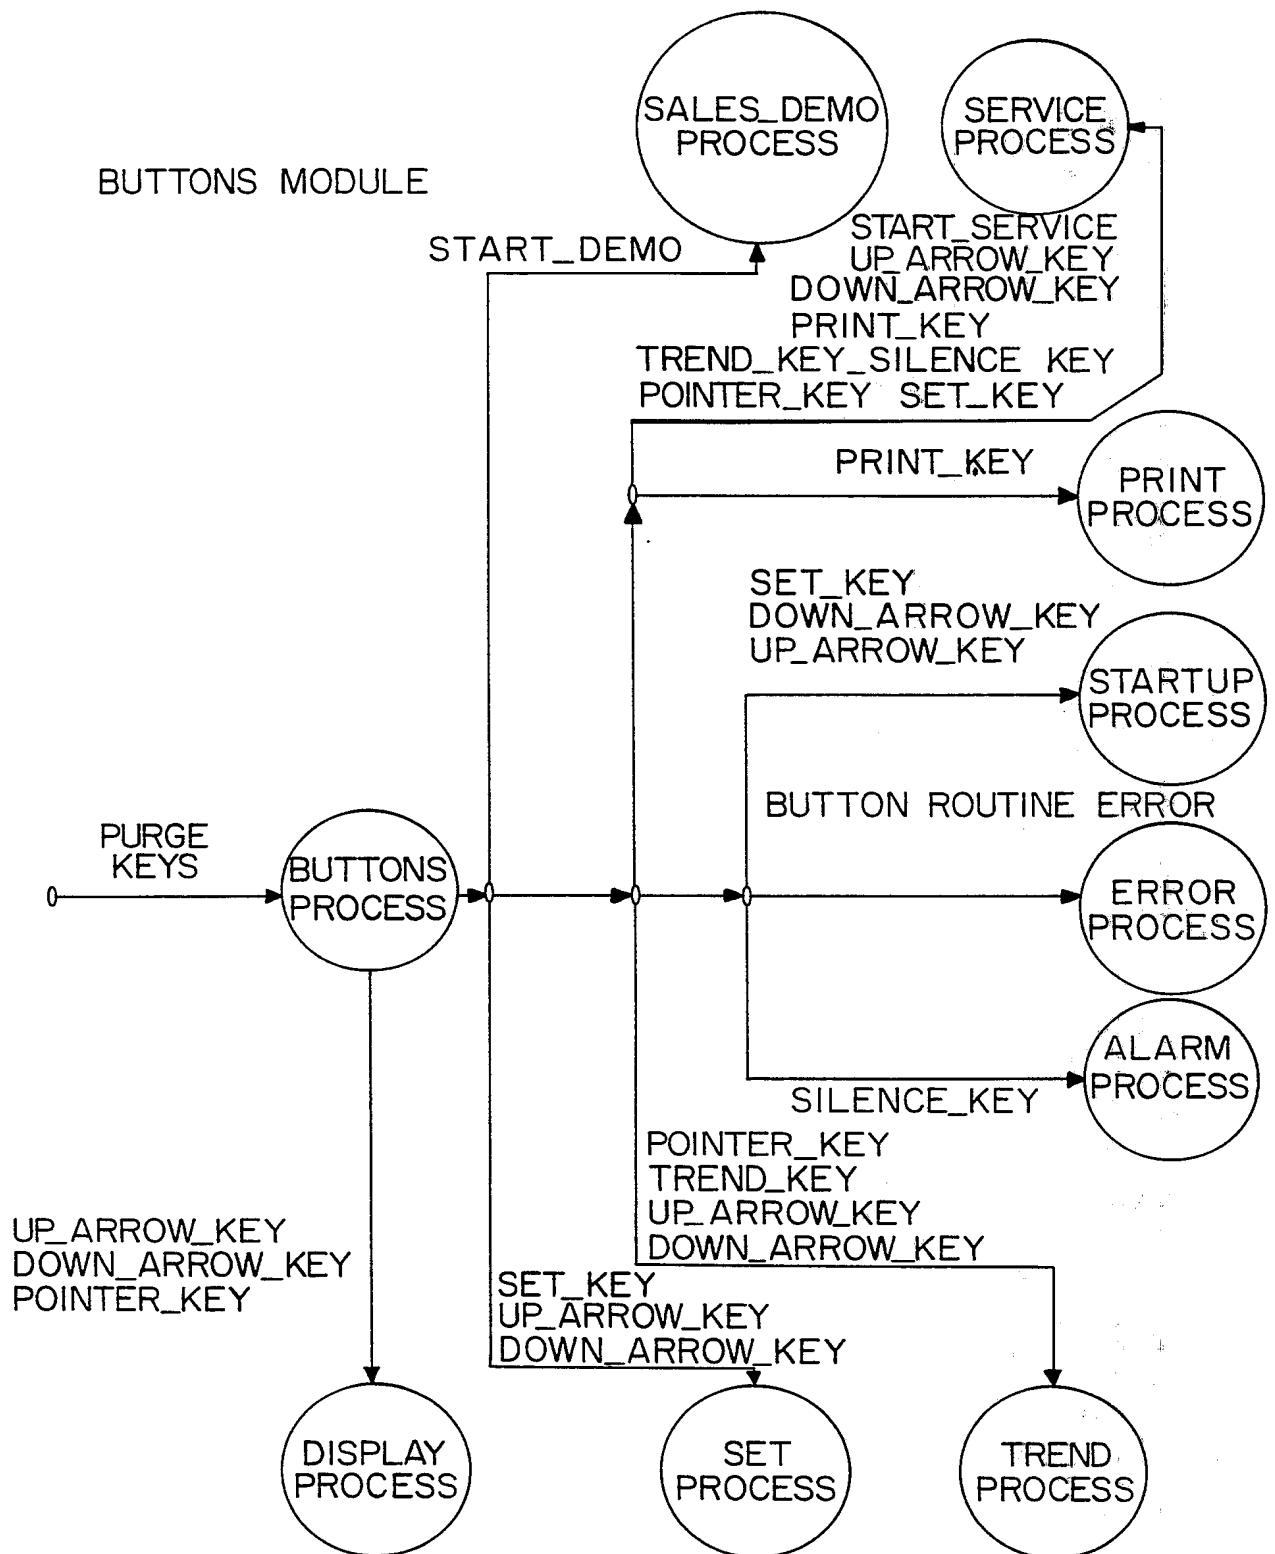 SALES_DEMO
PROCESS
SERVICE
PROCESS
BUTTONS MODULE
START_DEMO
START_SERVICE
UP_ARROW_KEY
DOWN_ARROW_KEY
PRINT_KEY
TREND_KEY_SILENCE KEY
POINTER_KEY SET_KEY
PRINT_KEY
PRINT
PROCESS
SET_KEY
DOWN_ARROW_KEY
UP_ARROW_KEY
STARTUP
PROCESS
BUTTON ROUTINE ERROR
PURGE
KEYS
BUTTONS
PROCESS
ERROR
PROCESS
ALARM
PROCESS
SILENCE_KEY
POINTER_KEY
TREND_KEY
UP_ARROW_KEY
DOWN_ARROW_KEY
UP_ARROW_KEY
DOWN_ARROW_KEY
POINTER_KEY
SET_KEY
UP_ARROW_KEY
DOWN_ARROW_KEY
DISPLAY
PROCESS
SET
PROCESS
TREND
PROCESS